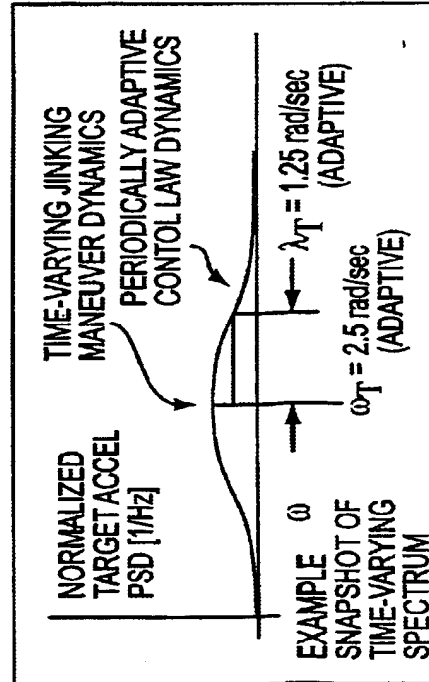 NORMALIZED
TARGET ACCEL
PSD [1/Hz]
TIME-VARYING JINKING
MANEUVER DYNAMICS
PERIODICALLY ADAPTIVE
CONTOL LAW DYNAMICS
ω
EXAMPLE
SNAPSHOT OF
TIME-VARYING
SPECTRUM
ωT = 2.5 rad/sec
(ADAPTIVE)
λT = 1.25 rad/sec
(ADAPTIVE)